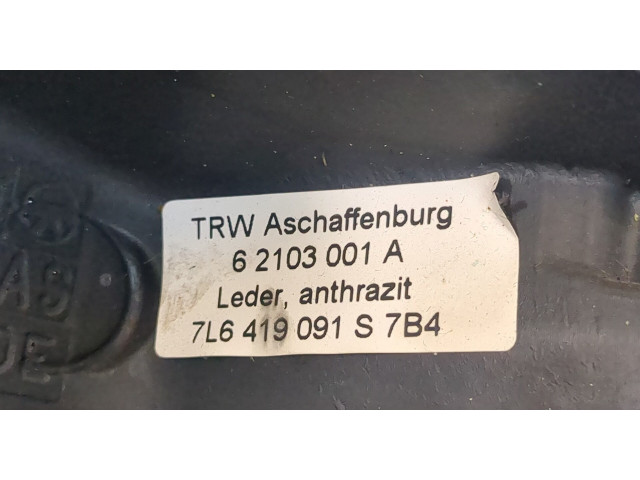 TRW Aschaffenburg
6 2103 001 A
Leder, anthrazit
7L6 419 091 S 7B4